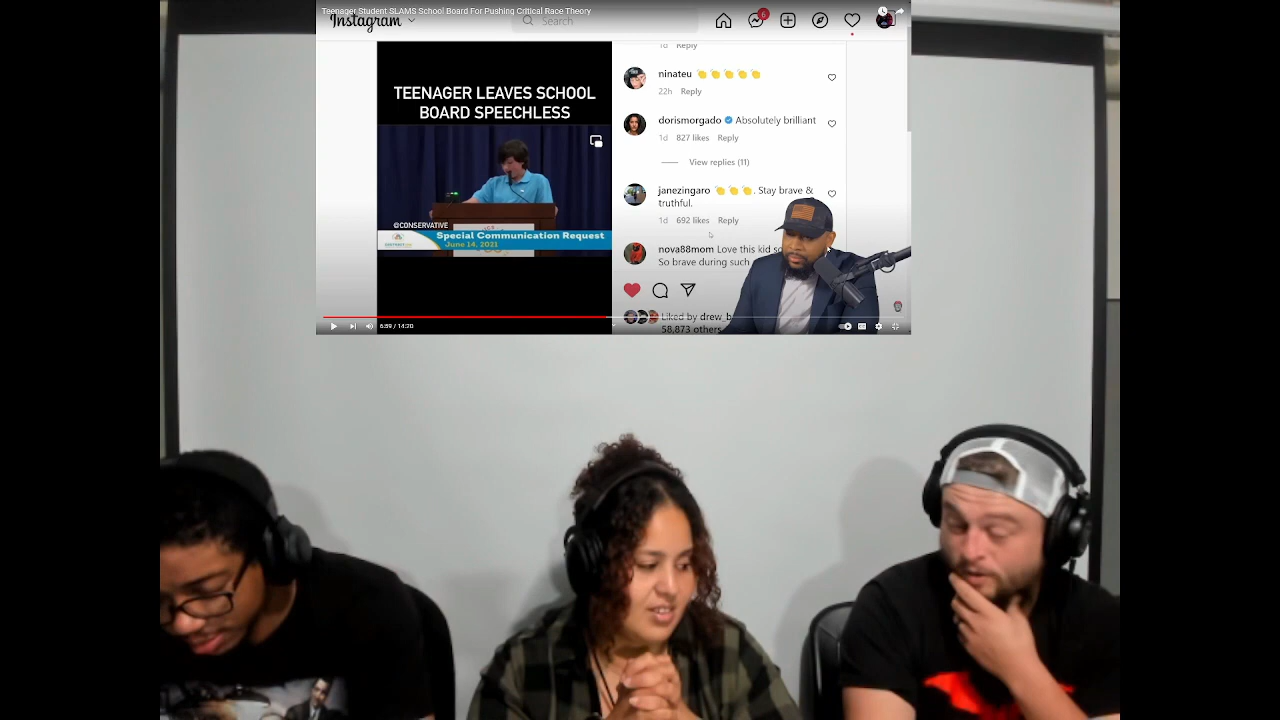 Teenager Student SLAMS School Board For Pushing Critical Race Theory
Instagram
Search
6
1d Reply
TEENAGER LEAVES SCHOOL
BOARD SPEECHLESS
ninateu
22h Reply
dorismorgado Absolutely brilliant
1d 827 likes Reply
View replies (11)
janezingaro . Stay brave &
truthful.
1d 692 likes Reply
nova88mom Love this kid
So brave during such
@CONSERVATIVE
Special Communication Request
June 14, 2021
Liked by drew_b
58,873 others
6:59 / 14:20